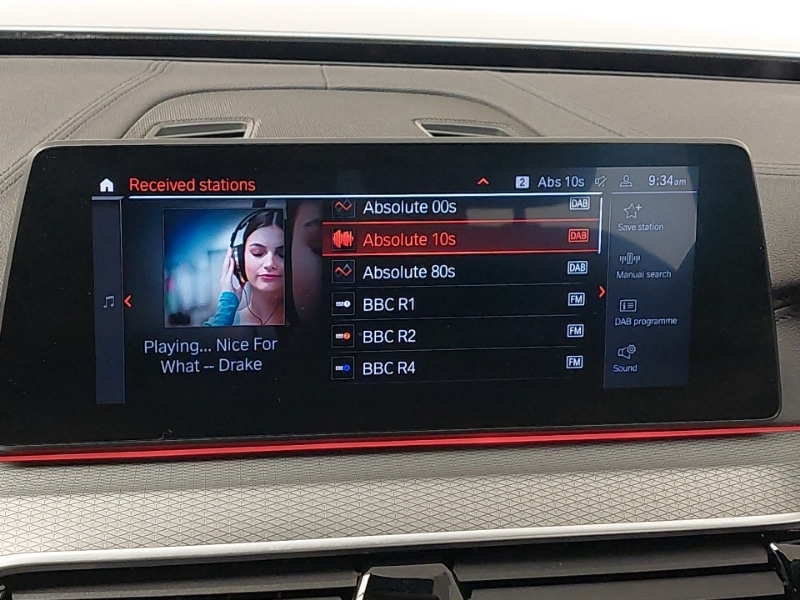 Received stations
2 Abs 10s 9:34am
Absolute 00s DAB
Absolute 10s DAB
Absolute 80s DAB
BBC R1 FM
BBC R2 FM
BBC R4 FM
Playing... Nice For
What -- Drake
Save station
Manual search
DAB programme
Sound